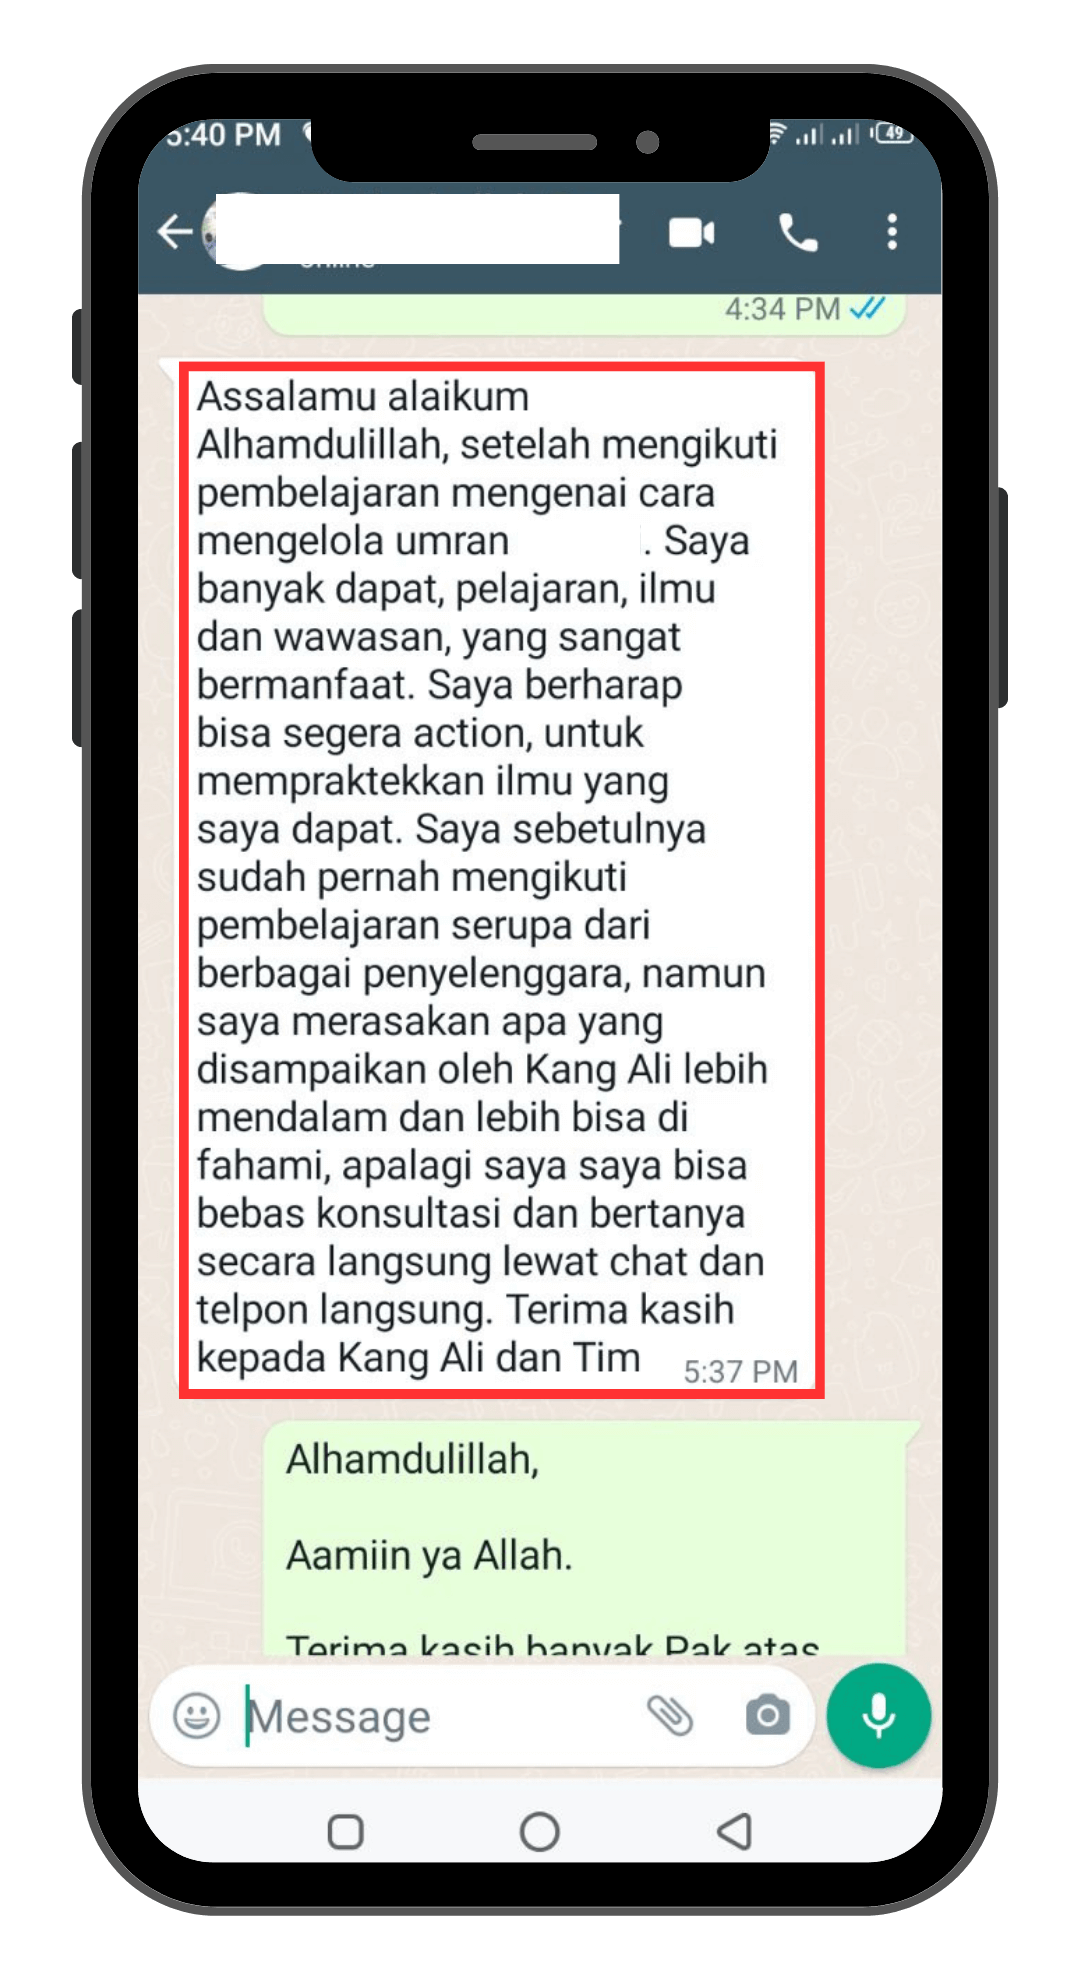 5:40 PM
49
online
4:34 PM
Assalamu alaikum
Alhamdulillah, setelah mengikuti
pembelajaran mengenai cara
mengelola umran . Saya
banyak dapat, pelajaran, ilmu
dan wawasan, yang sangat
bermanfaat. Saya berharap
bisa segera action, untuk
mempraktekkan ilmu yang
saya dapat. Saya sebetulnya
sudah pernah mengikuti
pembelajaran serupa dari
berbagai penyelenggara, namun
saya merasakan apa yang
disampaikan oleh Kang Ali lebih
mendalam dan lebih bisa di
fahami, apalagi saya saya bisa
bebas konsultasi dan bertanya
secara langsung lewat chat dan
telpon langsung. Terima kasih
kepada Kang Ali dan Tim
5:37 PM
Alhamdulillah,
Aamiin ya Allah.
Terima kasih banyak Pak atas
Message